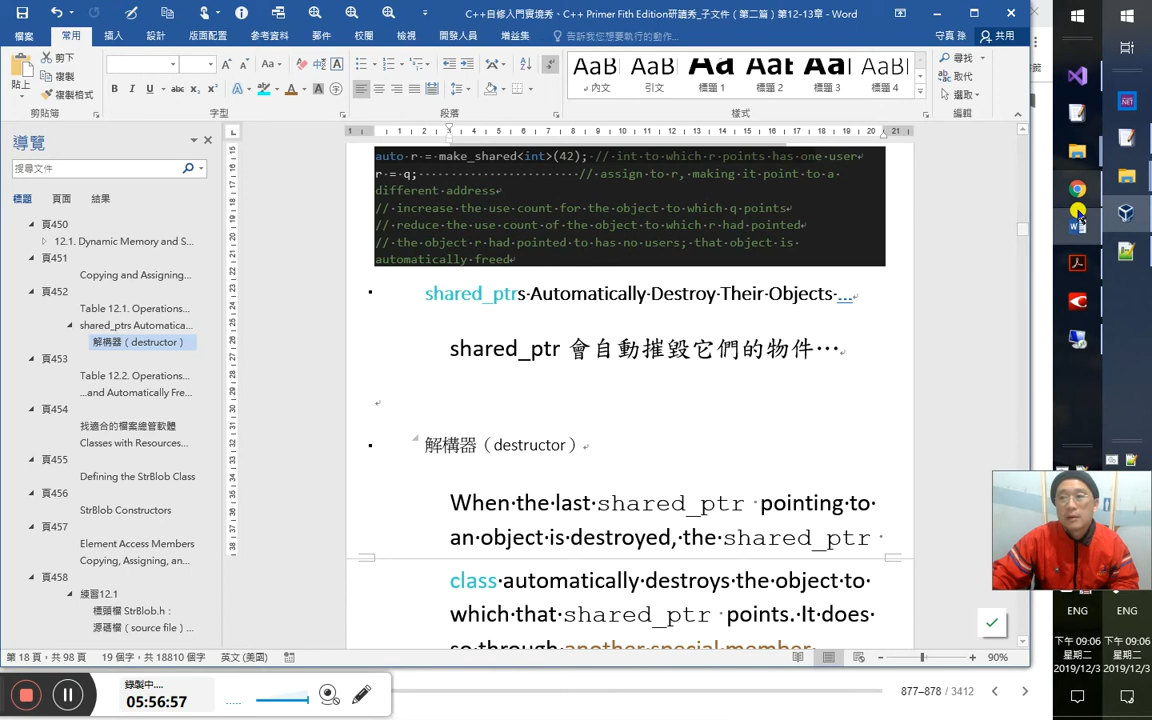 C++自修入門實境秀、C++ Primer Fith Edition研讀秀_子文件（第二篇）第12-13章 - Word
檔案 常用 插入 設計 版面配置 參考資料 郵件 校閱 檢視 開發人員 增益集 告訴我您想要執行的動作... 守真 孫 共用
貼上 剪下 複製 複製格式
尋找 取代 選取
AaB AaB Aa AaE AaI AaBl
內文 引文 標題 1 標題 2 標題 3 標題 4
剪貼簿 字型 段落 樣式 編輯
導覽
搜尋文件
標題 頁面 結果
頁450
12.1. Dynamic Memory and S...
頁451
Copying and Assigning...
頁452
Table 12.1. Operations...
shared_ptrs Automatica...
解構器（destructor）
頁453
Table 12.2. Operations...
...and Automatically Fre...
頁454
找適合的檔案總管軟體
Classes with Resources...
頁455
Defining the StrBlob Class
頁456
StrBlob Constructors
頁457
Element Access Members
Copying, Assigning, an...
頁458
練習12.1
標頭檔 StrBlob.h：
源碼檔（source file）...
auto r = make_shared<int>(42); // int to which r points has one user
r = q; // assign to r, making it point to a
different address
// increase the use count for the object to which q points
// reduce the use count of the object to which r had pointed
// the object r had pointed to has no users; that object is
automatically freed
shared_ptrs Automatically Destroy Their Objects ...
shared_ptr 會自動摧毀它們的物件…
解構器（destructor）
When the last shared_ptr pointing to
an object is destroyed, the shared_ptr
class automatically destroys the object to
which that shared_ptr points. It does
so through another special member
第 18 頁，共 98 頁 19 個字，共 18810 個字 英文 (美國) 90%
錄製中...
05:56:57
877–878 / 3412
ENG ENG
下午 09:06 下午 09:06
星期二 星期二
2019/12/3 2019/12/3